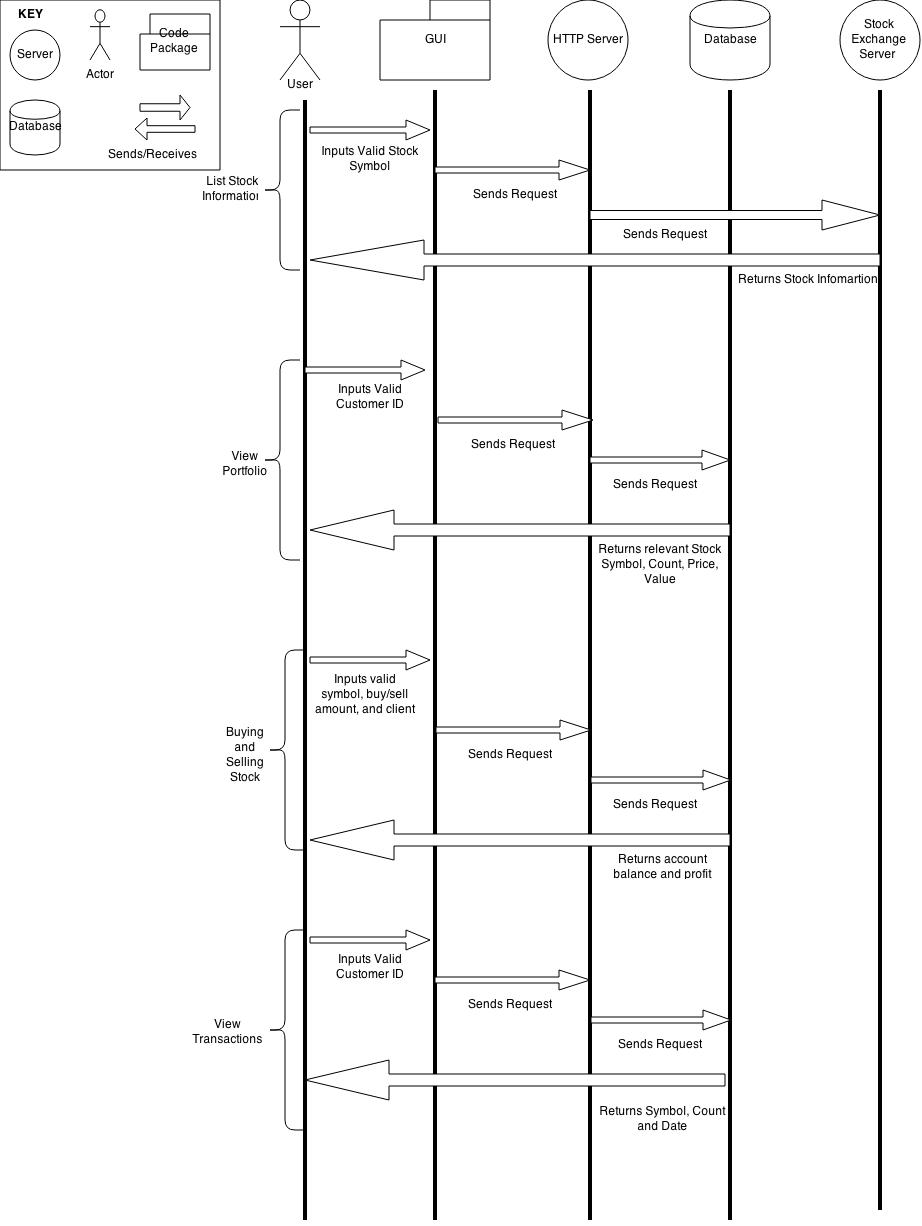 KEY
Server
Actor
Code
Package
Database
Sends/Receives
User
GUI
HTTP Server
Database
Stock
Exchange
Server
List Stock
Information
Inputs Valid Stock
Symbol
Sends Request
Sends Request
Returns Stock Infomartion
View
Portfolio
Inputs Valid
Customer ID
Sends Request
Sends Request
Returns relevant Stock
Symbol, Count, Price,
Value
Buying
and
Selling
Stock
Inputs valid
symbol, buy/sell
amount, and client
Sends Request
Sends Request
Returns account
balance and profit
View
Transactions
Inputs Valid
Customer ID
Sends Request
Sends Request
Returns Symbol, Count
and Date